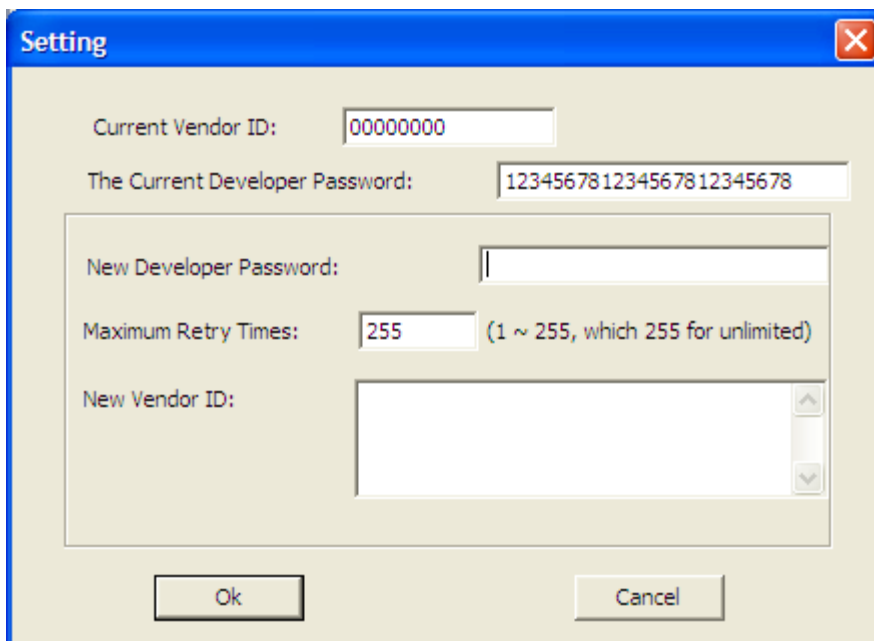 Setting
Current Vendor ID: 00000000
The Current Developer Password: 123456781234567812345678
New Developer Password:
Maximum Retry Times: 255 (1 ~ 255, which 255 for unlimited)
New Vendor ID:
Ok Cancel